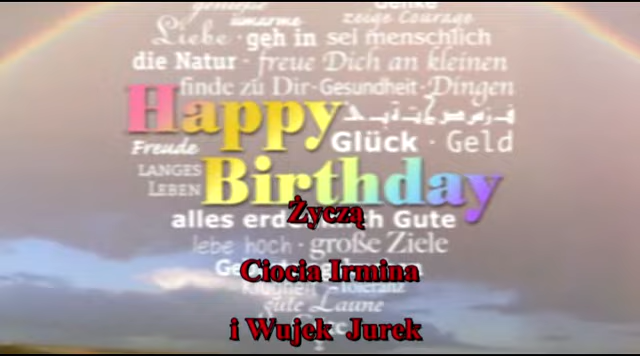 genieße denke
umarme zeige Courage
Liebe · geh in sei menschlich
die Natur · freue Dich an kleinen
finde zu Dir · Gesundheit · Dingen
Happy
Glück · Geld
Freude
LANGES
LEBEN
Birthday
alles Gute
Życzą
lebe hoch · große Ziele
Ciocia Irmina
gute Laune
i Wujek Jurek